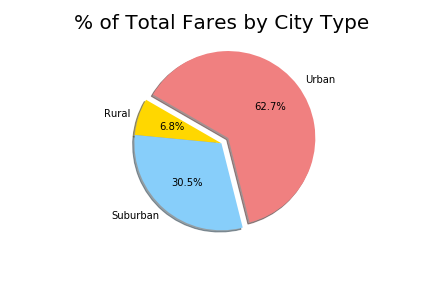 % of Total Fares by City Type
Urban
62.7%
Rural
6.8%
30.5%
Suburban